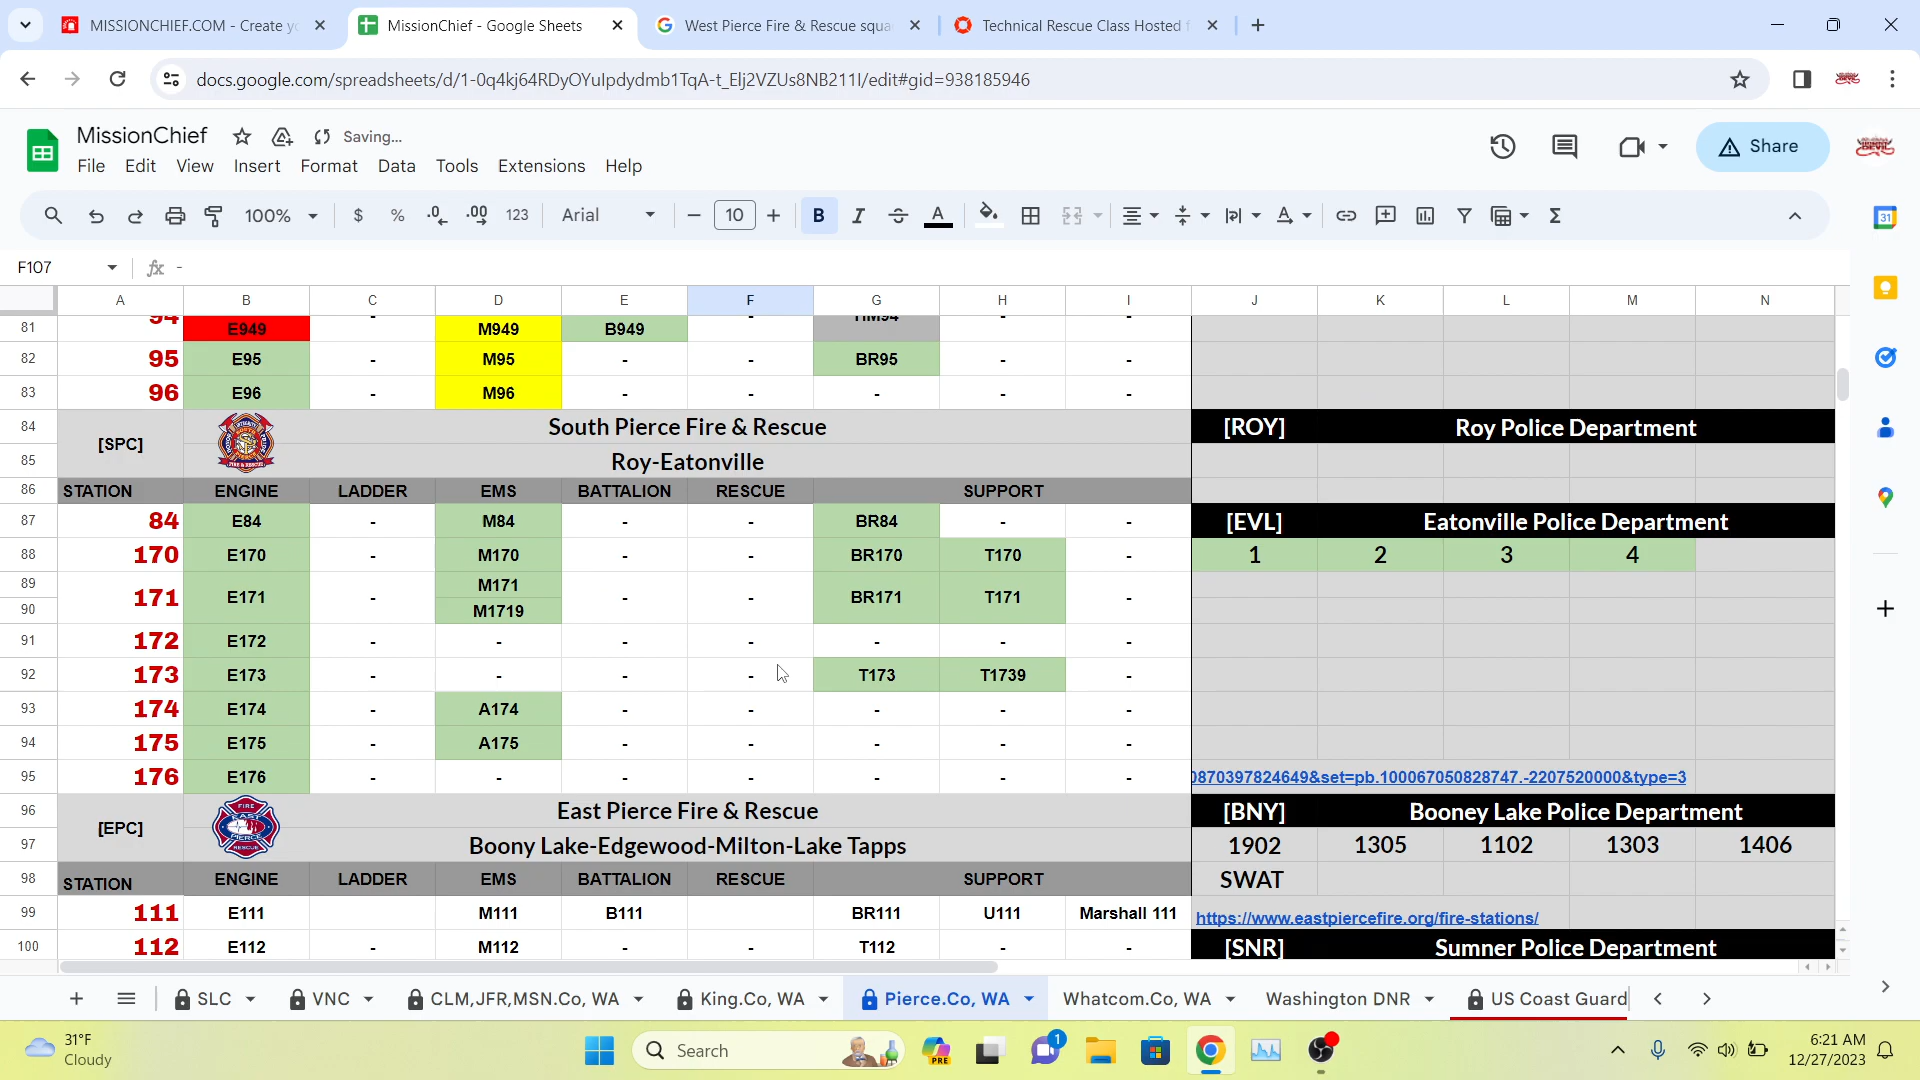 MISSIONCHIEF.COM - Create yo
MissionChief - Google Sheets
West Pierce Fire & Rescue squa
Technical Rescue Class Hosted f
docs.google.com/spreadsheets/d/1-0q4kj64RDyOYuIpdydmb1TqA-t_Elj2VZUs8NB211I/edit#gid=938185946
MissionChief
Saving...
Share
File Edit View Insert Format Data Tools Extensions Help
100% $ % .0 .00 123 Arial 10 B I S A
F107 fx -
A B C D E F G H I J K L M N
81 94 E949 - M949 B949 - HM94 - -
82 95 E95 - M95 - - BR95 - -
83 96 E96 - M96 - - - - -
84 [SPC] South Pierce Fire & Rescue [ROY] Roy Police Department
85 Roy-Eatonville
86 STATION ENGINE LADDER EMS BATTALION RESCUE SUPPORT
87 84 E84 - M84 - - BR84 - - [EVL] Eatonville Police Department
88 170 E170 - M170 - - BR170 T170 - 1 2 3 4
89 171 E171 - M171 - - BR171 T171 -
90 M1719
91 172 E172 - - - - - - -
92 173 E173 - - - - T173 T1739 -
93 174 E174 - A174 - - - - -
94 175 E175 - A175 - - - - -
95 176 E176 - - - - - - - 0870397824649&set=pb.100067050828747.-2207520000&type=3
96 [EPC] East Pierce Fire & Rescue [BNY] Booney Lake Police Department
97 Boony Lake-Edgewood-Milton-Lake Tapps 1902 1305 1102 1303 1406
98 STATION ENGINE LADDER EMS BATTALION RESCUE SUPPORT SWAT
99 111 E111 M111 B111 BR111 U111 Marshall 111 https://www.eastpiercefire.org/fire-stations/
100 112 E112 - M112 - - T112 - - [SNR] Sumner Police Department
SLC VNC CLM,JFR,MSN.Co, WA King.Co, WA Pierce.Co, WA Whatcom.Co, WA Washington DNR US Coast Guard
31°F
Cloudy
Search
PRE
1
6:21 AM
12/27/2023